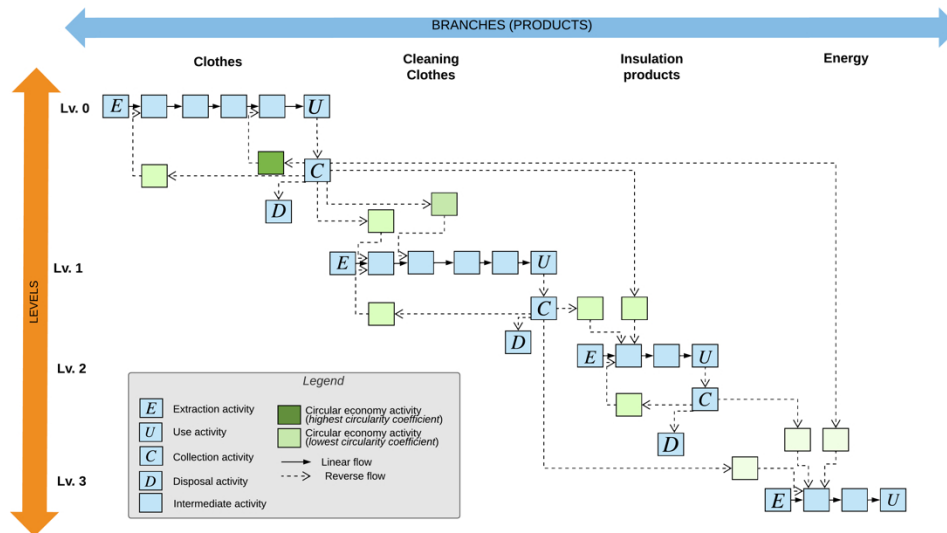 BRANCHES (PRODUCTS)
Clothes
Cleaning
Clothes
Insulation
products
Energy
LEVELS
Lv. 0
E
U
C
D
Lv. 1
E
U
C
D
Lv. 2
E
U
C
D
Lv. 3
E
U
Legend
E Extraction activity
U Use activity
C Collection activity
D Disposal activity
Intermediate activity
Circular economy activity
(highest circularity coefficient)
Circular economy activity
(lowest circularity coefficient)
Linear flow
Reverse flow